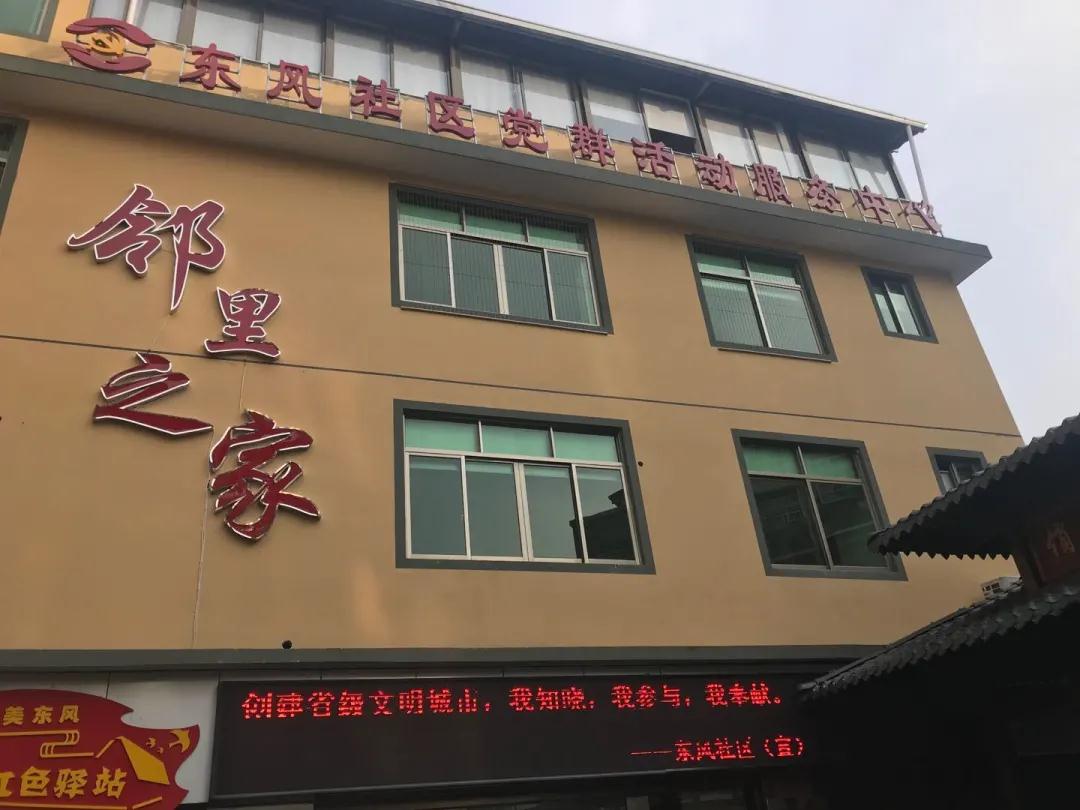 东风社区党群活动服务中心
邻里之家
创建省级文明城市,我知晓,我参与,我奉献。
——东风社区(宣)
美东风
红色驿站